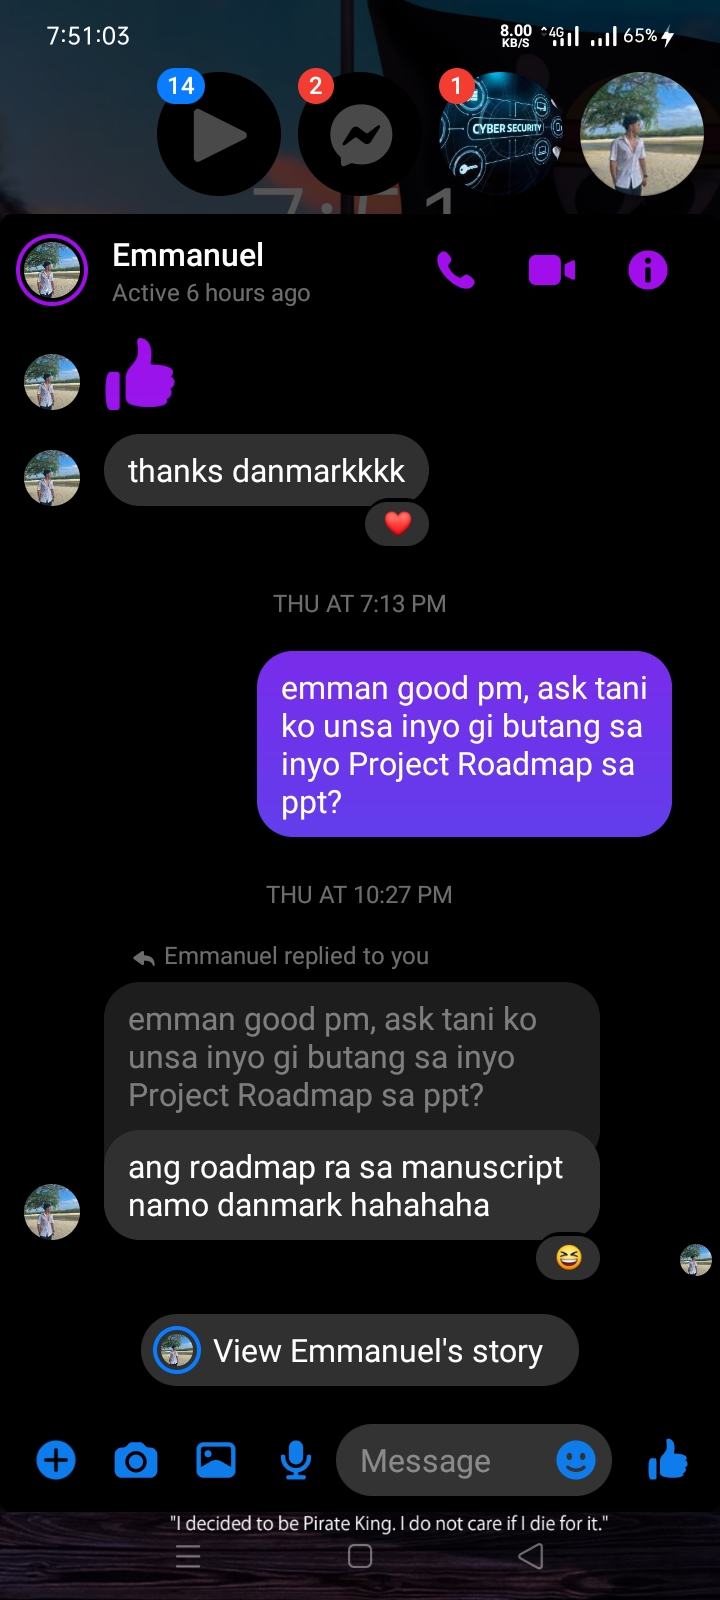 7:51:03
8.00 KB/S 4G 65%
14
2
1
CYBER SECURITY
7:51
Emmanuel
Active 6 hours ago
thanks danmarkkkk
THU AT 7:13 PM
emman good pm, ask tani
ko unsa inyo gi butang sa
inyo Project Roadmap sa
ppt?
THU AT 10:27 PM
Emmanuel replied to you
emman good pm, ask tani ko
unsa inyo gi butang sa inyo
Project Roadmap sa ppt?
ang roadmap ra sa manuscript
namo danmark hahahaha
View Emmanuel's story
Message
"I decided to be Pirate King. I do not care if I die for it."